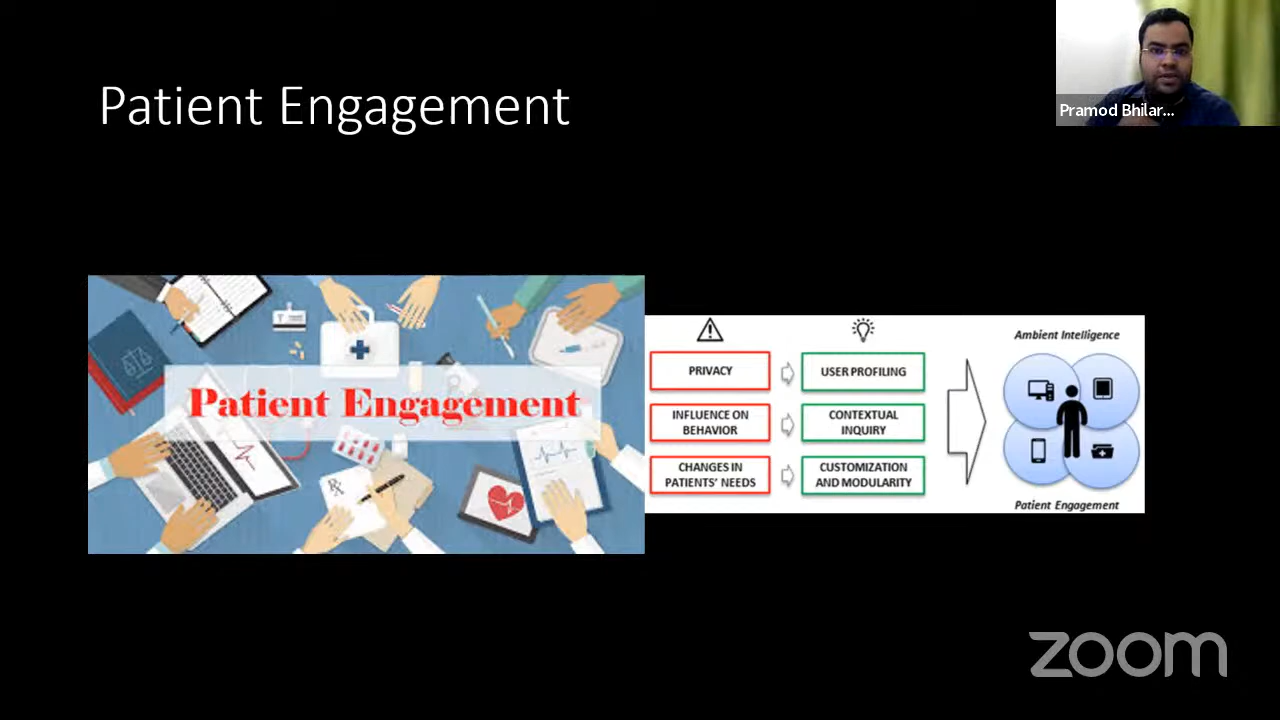 Patient Engagement
Pramod Bhilar...
Patient Engagement
Rx
PRIVACY
USER PROFILING
INFLUENCE ON
BEHAVIOR
CONTEXTUAL
INQUIRY
CHANGES IN
PATIENTS' NEEDS
CUSTOMIZATION
AND MODULARITY
Ambient Intelligence
Patient Engagement
zoom